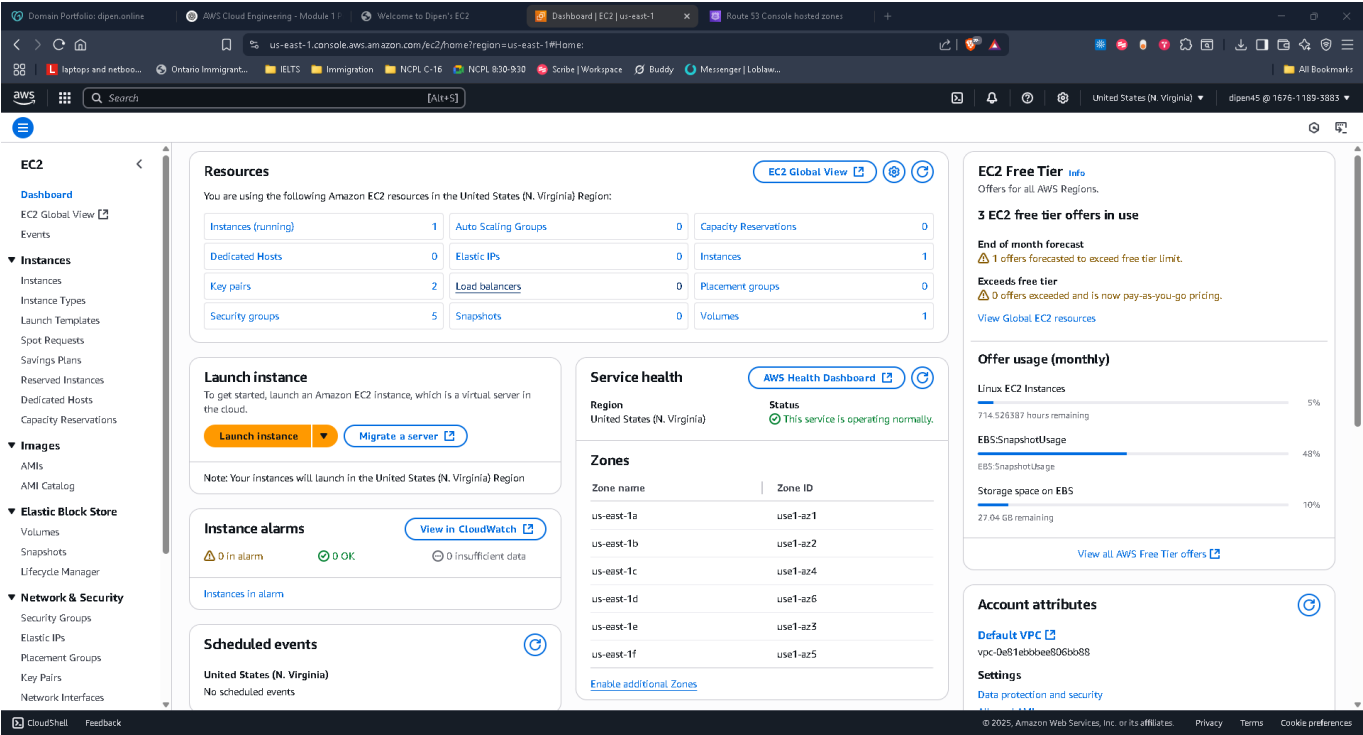 Domain Portfolio: dipen.online
AWS Cloud Engineering - Module 1 P
Welcome to Dipen's EC2
Dashboard | EC2 | us-east-1
Route 53 Console hosted zones
us-east-1.console.aws.amazon.com/ec2/home?region=us-east-1#Home:
laptops and netboo...
Ontario Immigrant...
IELTS
Immigration
NCPL C-16
NCPL 8:30-9:30
Scribe | Workspace
Buddy
Messenger | Loblaw...
All Bookmarks
aws
Search
[Alt+S]
United States (N. Virginia)
dipen45 @ 1676-1189-3883
EC2
Dashboard
EC2 Global View
Events
Instances
Instances
Instance Types
Launch Templates
Spot Requests
Savings Plans
Reserved Instances
Dedicated Hosts
Capacity Reservations
Images
AMIs
AMI Catalog
Elastic Block Store
Volumes
Snapshots
Lifecycle Manager
Network & Security
Security Groups
Elastic IPs
Placement Groups
Key Pairs
Network Interfaces
Resources
EC2 Global View
You are using the following Amazon EC2 resources in the United States (N. Virginia) Region:
Instances (running) 1
Auto Scaling Groups 0
Capacity Reservations 0
Dedicated Hosts 0
Elastic IPs 0
Instances 1
Key pairs 2
Load balancers 0
Placement groups 0
Security groups 5
Snapshots 0
Volumes 1
Launch instance
To get started, launch an Amazon EC2 instance, which is a virtual server in
the cloud.
Launch instance
Migrate a server
Note: Your instances will launch in the United States (N. Virginia) Region
Instance alarms
View in CloudWatch
0 in alarm
0 OK
0 insufficient data
Instances in alarm
Scheduled events
United States (N. Virginia)
No scheduled events
Service health
AWS Health Dashboard
Region
United States (N. Virginia)
Status
This service is operating normally.
Zones
Zone name Zone ID
us-east-1a use1-az1
us-east-1b use1-az2
us-east-1c use1-az4
us-east-1d use1-az6
us-east-1e use1-az3
us-east-1f use1-az5
Enable additional Zones
EC2 Free Tier Info
Offers for all AWS Regions.
3 EC2 free tier offers in use
End of month forecast
1 offers forecasted to exceed free tier limit.
Exceeds free tier
0 offers exceeded and is now pay-as-you-go pricing.
View Global EC2 resources
Offer usage (monthly)
Linux EC2 Instances
5%
714.526387 hours remaining
EBS:SnapshotUsage
48%
EBS:SnapshotUsage
Storage space on EBS
10%
27.04 GB remaining
View all AWS Free Tier offers
Account attributes
Default VPC
vpc-0e81ebbbee806bb88
Settings
Data protection and security
CloudShell
Feedback
© 2025, Amazon Web Services, Inc. or its affiliates.
Privacy
Terms
Cookie preferences